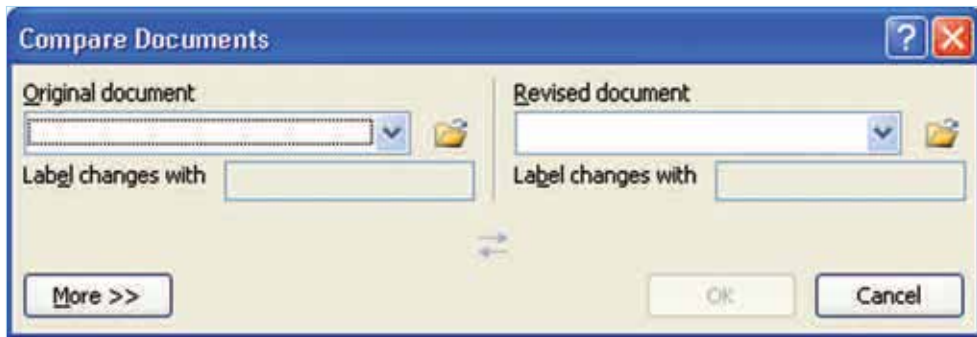 Compare Documents
Original document Revised document
Label changes with Label changes with
More >> OK Cancel